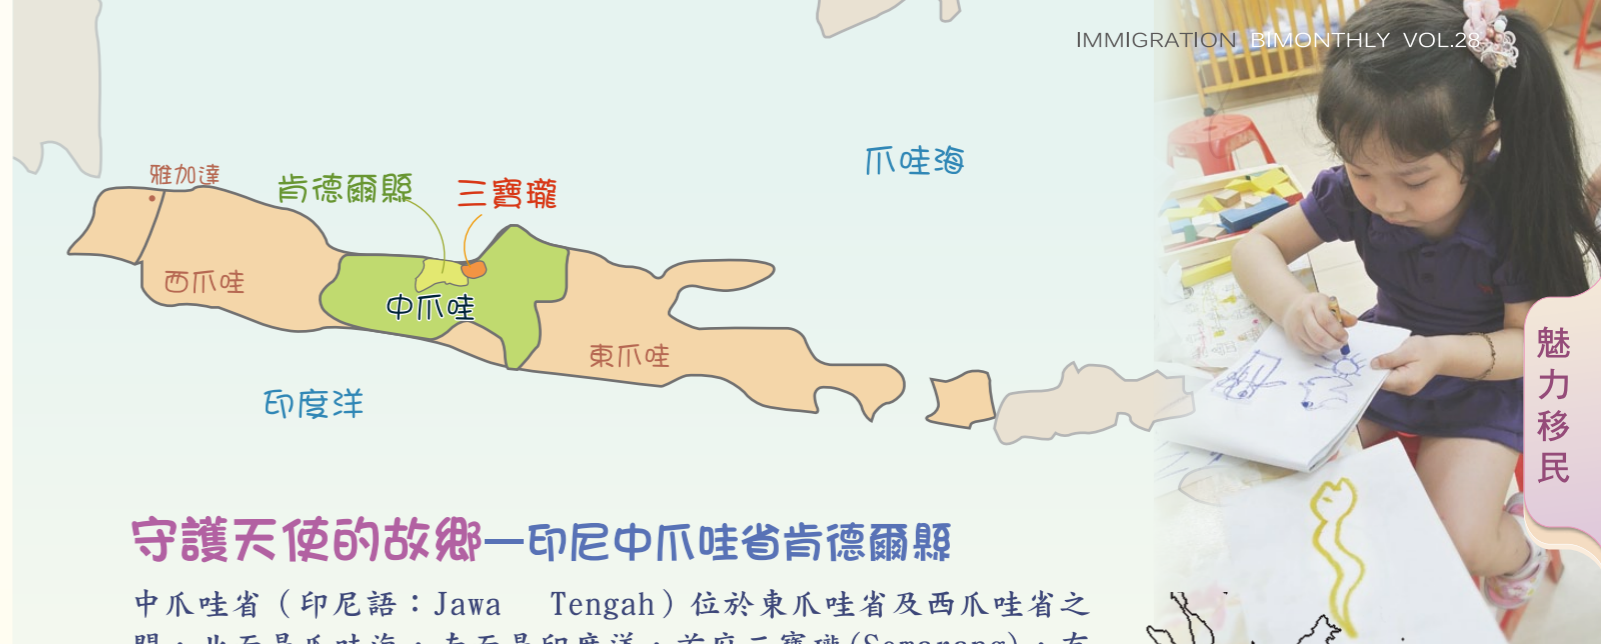 IMMIGRATION BIMONTHLY VOL.28
爪哇海
雅加達
肯德爾縣
三寶瓏
西爪哇
中爪哇
東爪哇
印度洋
魅力移民
守護天使的故鄉—印尼中爪哇省肯德爾縣
中爪哇省（印尼語：Jawa Tengah）位於東爪哇省及西爪哇省之